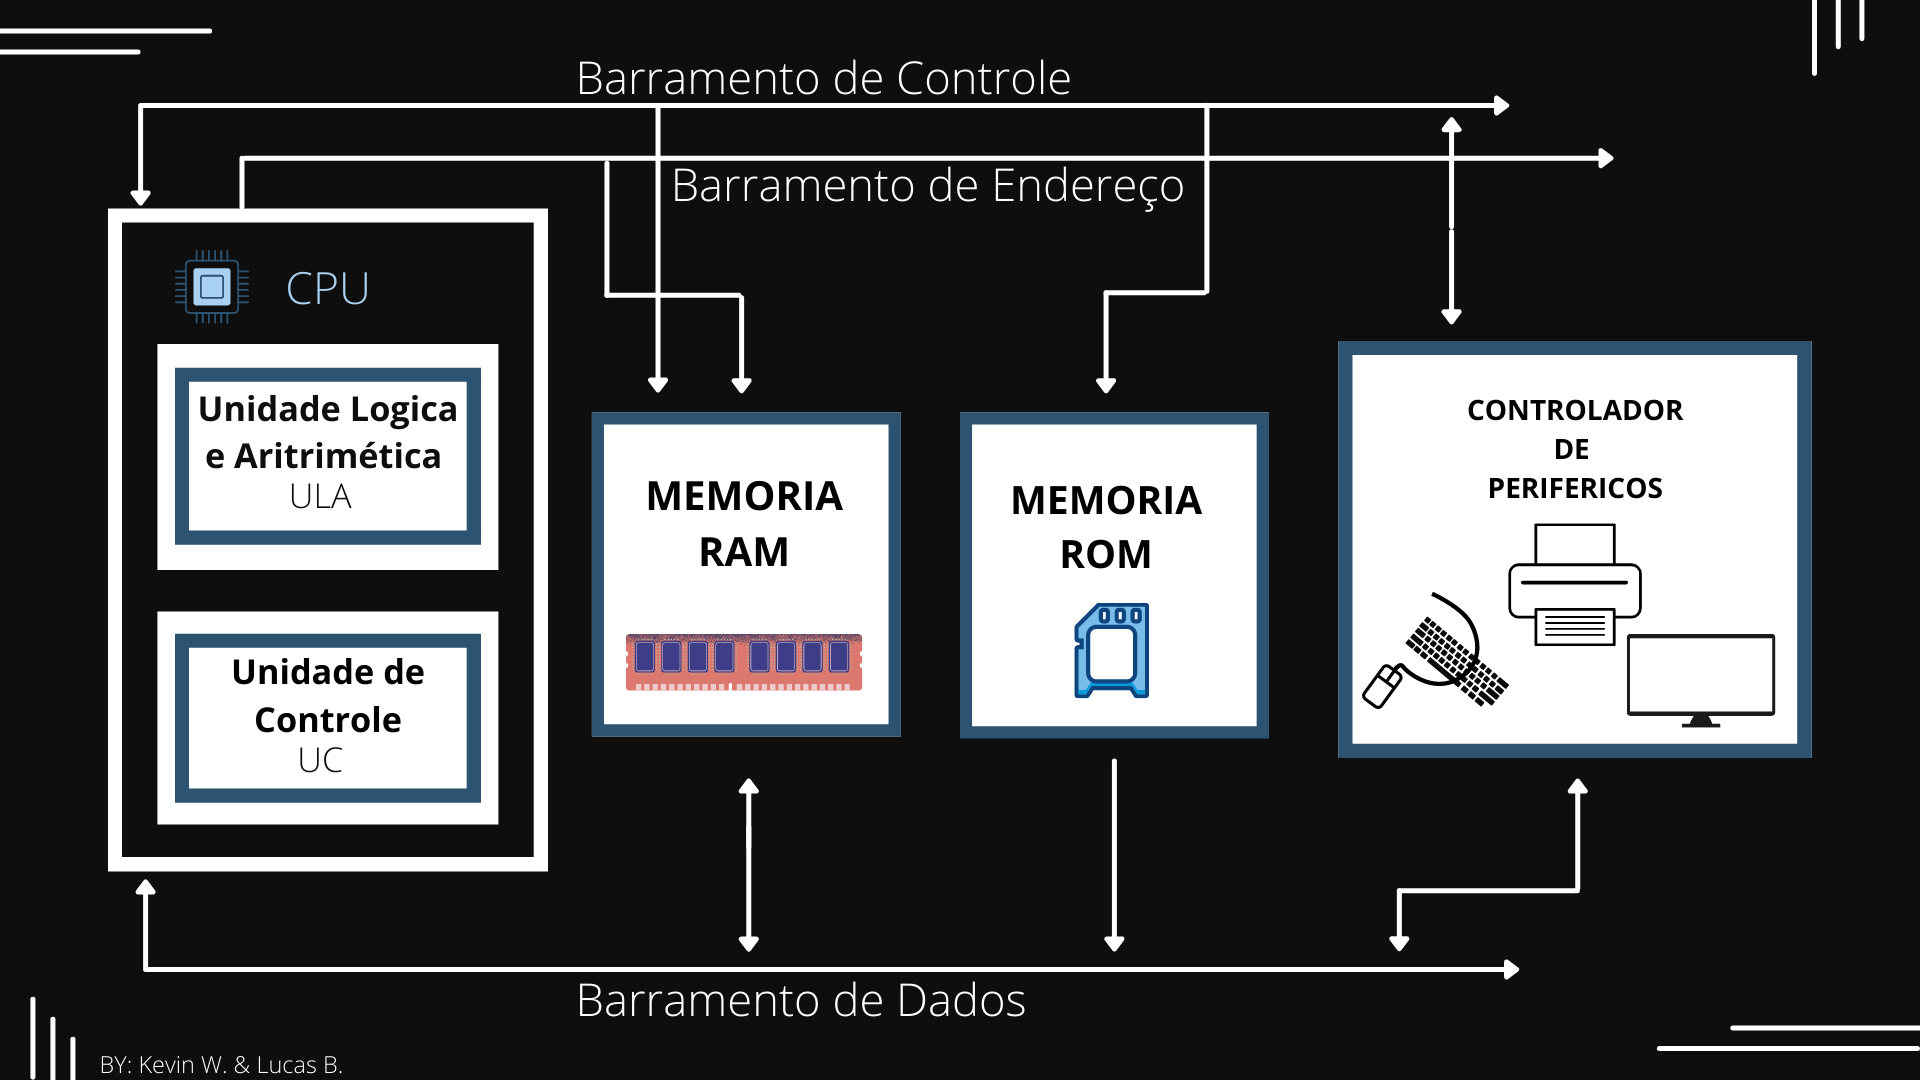 Barramento de Controle
Barramento de Endereço
CPU
Unidade Logica
e Aritrimética
ULA
Unidade de
Controle
UC
MEMORIA
RAM
MEMORIA
ROM
CONTROLADOR
DE
PERIFERICOS
Barramento de Dados
BY: Kevin W. & Lucas B.